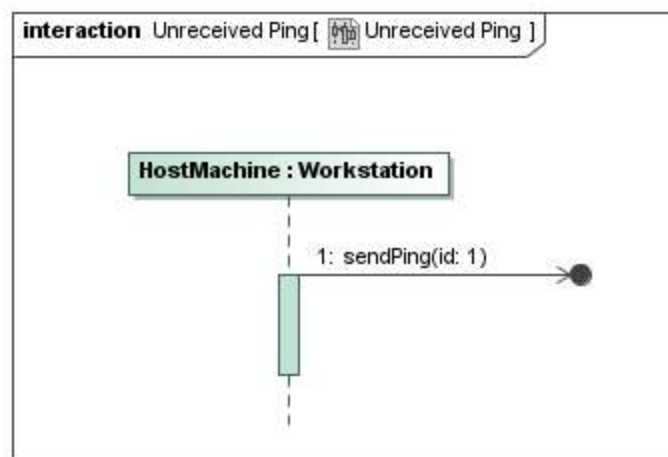 interaction Unreceived Ping[ Unreceived Ping ]
HostMachine : Workstation
1: sendPing(id: 1)